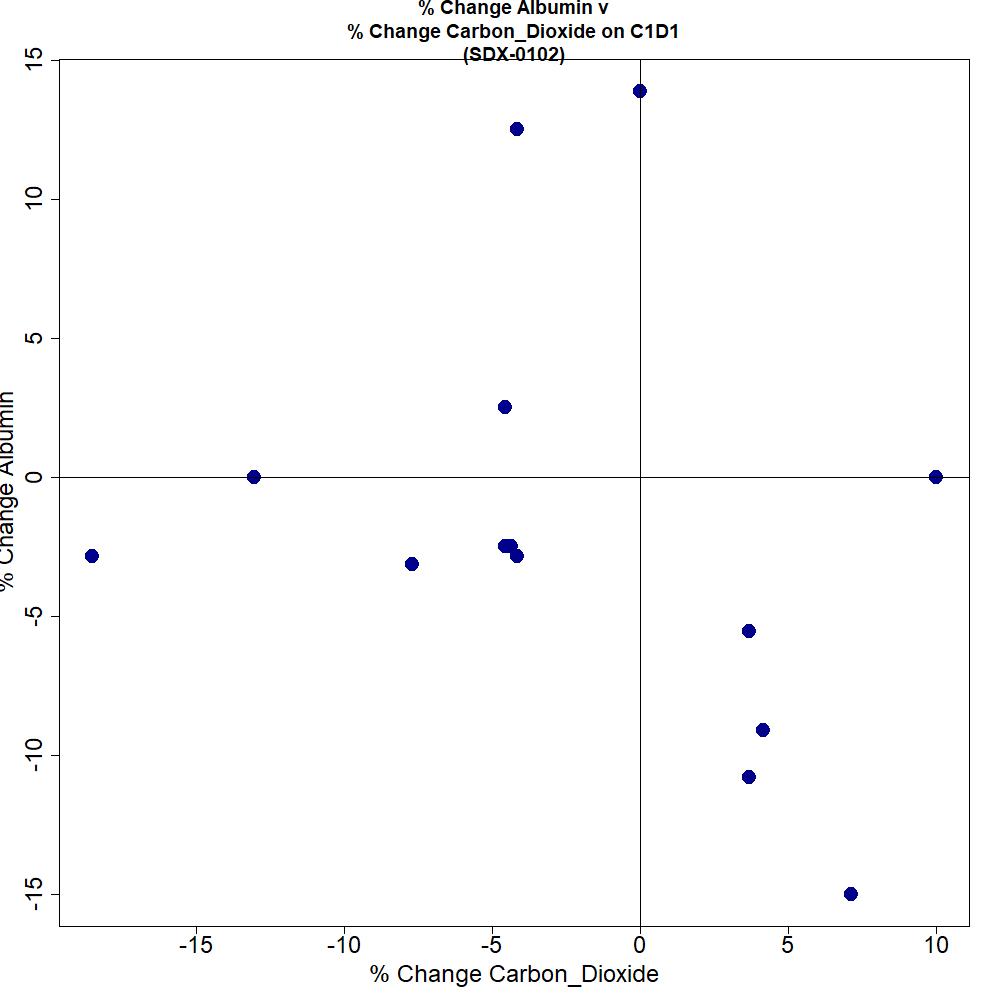 % Change Albumin v
% Change Carbon_Dioxide on C1D1
(SDX-0102)
% Change Albumin
15
10
5
0
-5
-10
-15
-15 -10 -5 0 5 10
% Change Carbon_Dioxide